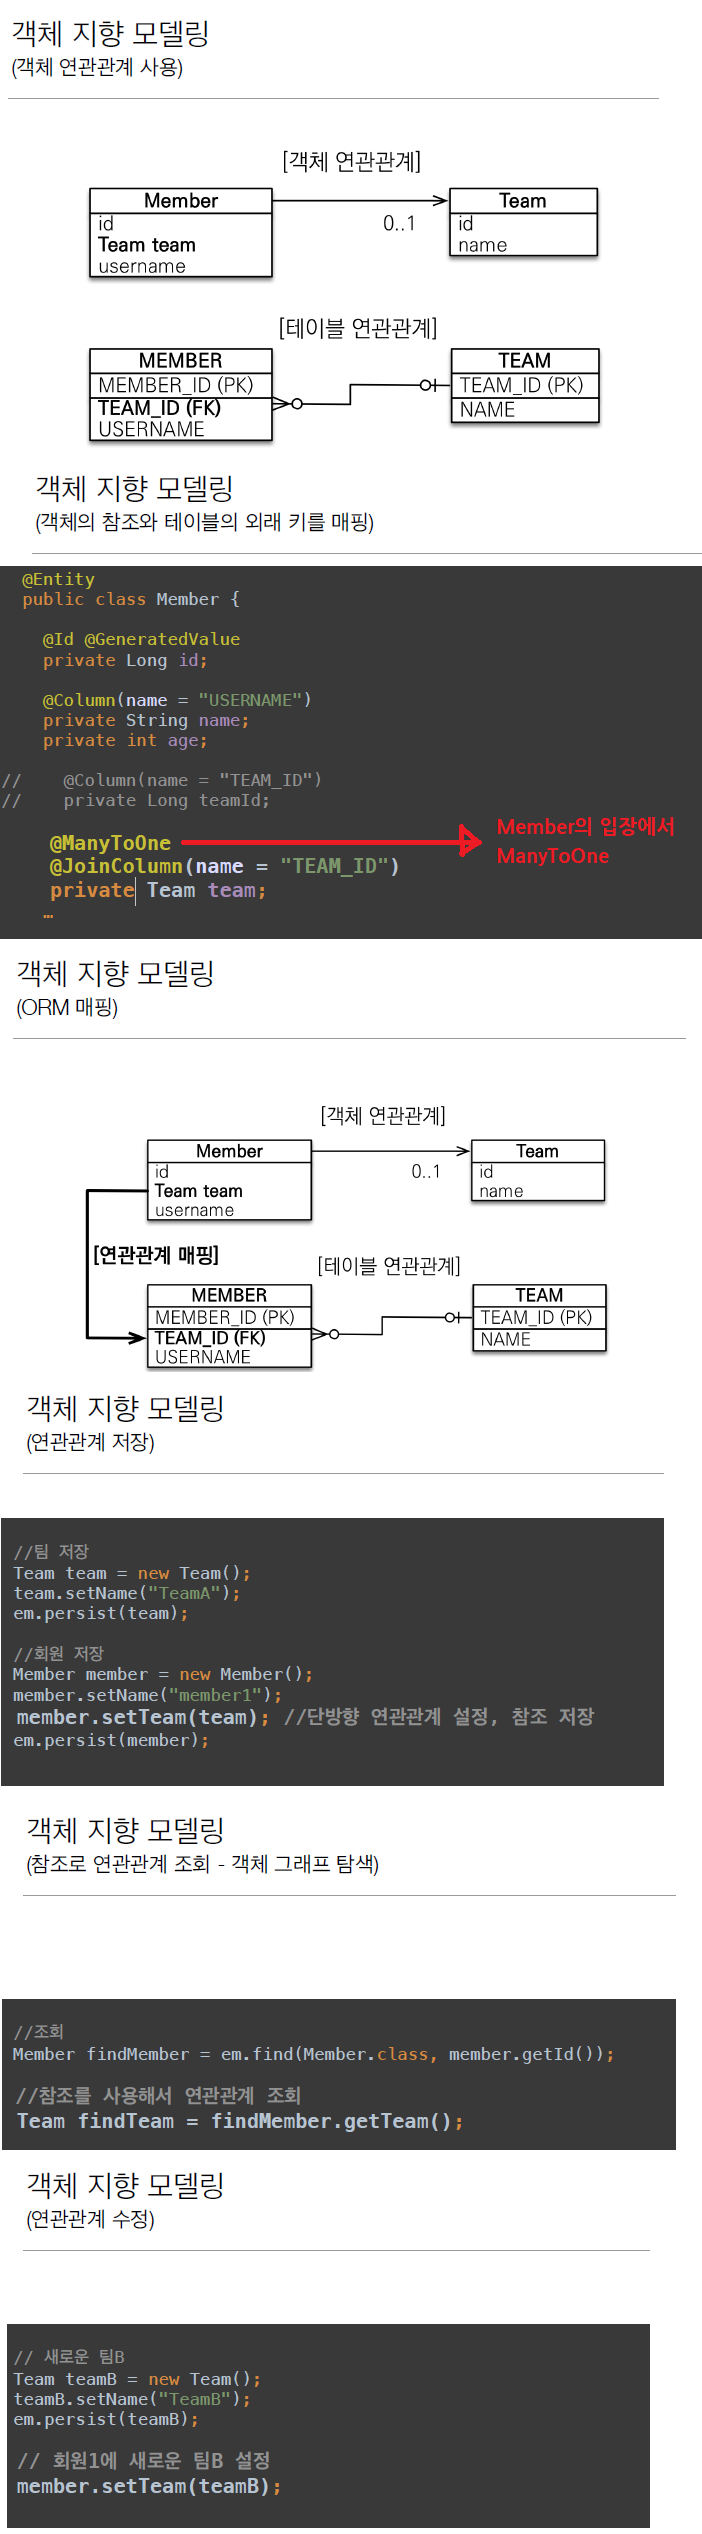 객체 지향 모델링
(객체 연관관계 사용)
[객체 연관관계]
Member
id
Team team
username
0..1
Team
id
name
[테이블 연관관계]
MEMBER
MEMBER_ID (PK)
TEAM_ID (FK)
USERNAME
TEAM
TEAM_ID (PK)
NAME
객체 지향 모델링
(객체의 참조와 테이블의 외래 키를 매핑)
@Entity
public class Member {
@Id @GeneratedValue
private Long id;
@Column(name = "USERNAME")
private String name;
private int age;
// @Column(name = "TEAM_ID")
// private Long teamId;
@ManyToOne
@JoinColumn(name = "TEAM_ID")
private Team team;
…
Member의 입장에서
ManyToOne
객체 지향 모델링
(ORM 매핑)
[객체 연관관계]
Member
id
Team team
username
0..1
Team
id
name
[연관관계 매핑]
[테이블 연관관계]
MEMBER
MEMBER_ID (PK)
TEAM_ID (FK)
USERNAME
TEAM
TEAM_ID (PK)
NAME
객체 지향 모델링
(연관관계 저장)
//팀 저장
Team team = new Team();
team.setName("TeamA");
em.persist(team);
//회원 저장
Member member = new Member();
member.setName("member1");
member.setTeam(team); //단방향 연관관계 설정, 참조 저장
em.persist(member);
객체 지향 모델링
(참조로 연관관계 조회 - 객체 그래프 탐색)
//조회
Member findMember = em.find(Member.class, member.getId());
//참조를 사용해서 연관관계 조회
Team findTeam = findMember.getTeam();
객체 지향 모델링
(연관관계 수정)
// 새로운 팀B
Team teamB = new Team();
teamB.setName("TeamB");
em.persist(teamB);
// 회원1에 새로운 팀B 설정
member.setTeam(teamB);